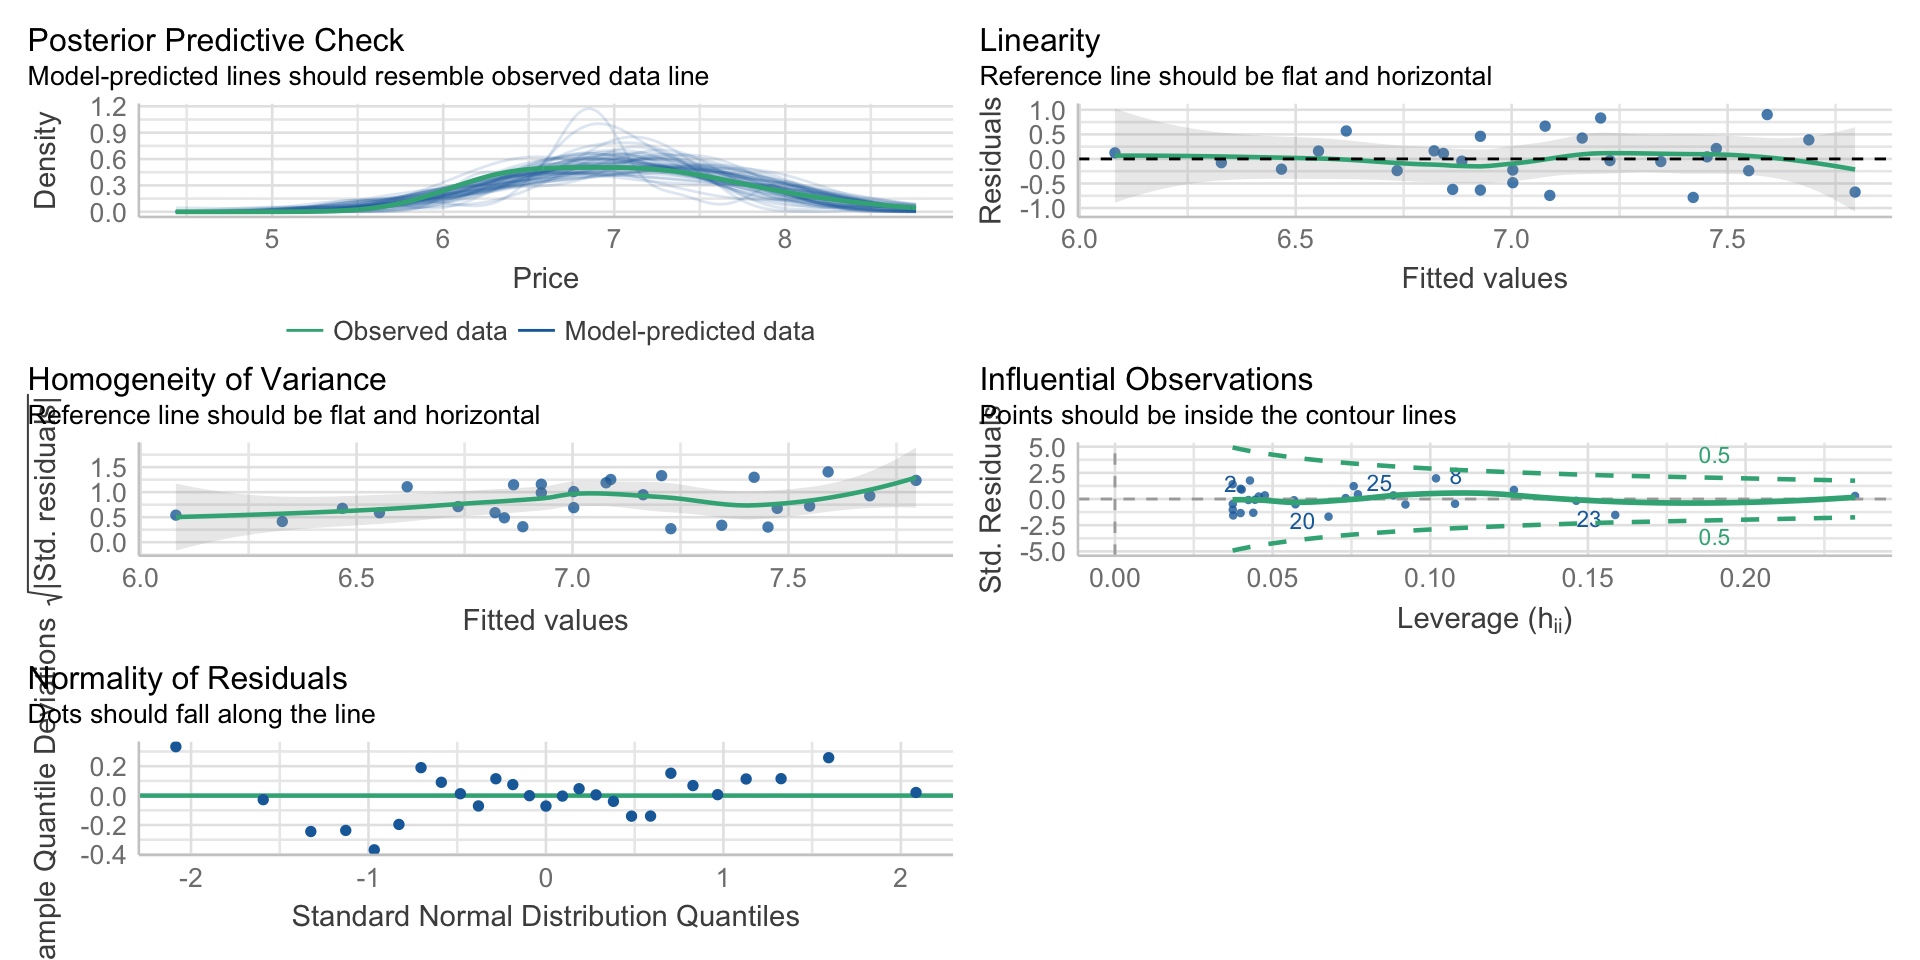 Posterior Predictive Check
Model-predicted lines should resemble observed data line
Density
1.2
0.9
0.6
0.3
0.0
5 6 7 8
Price
Observed data Model-predicted data
Linearity
Reference line should be flat and horizontal
Residuals
1.0
0.5
0.0
-0.5
-1.0
6.0 6.5 7.0 7.5
Fitted values
Homogeneity of Variance
Reference line should be flat and horizontal
√|Std. residuals|
1.5
1.0
0.5
0.0
6.0 6.5 7.0 7.5
Fitted values
Influential Observations
Points should be inside the contour lines
Std. Residuals
5.0
2.5
0.0
-2.5
-5.0
0.5
2
25
8
20
23
0.5
0.00 0.05 0.10 0.15 0.20
Leverage (hii)
Normality of Residuals
Dots should fall along the line
ample Quantile Deviations
0.2
0.0
-0.2
-0.4
-2 -1 0 1 2
Standard Normal Distribution Quantiles